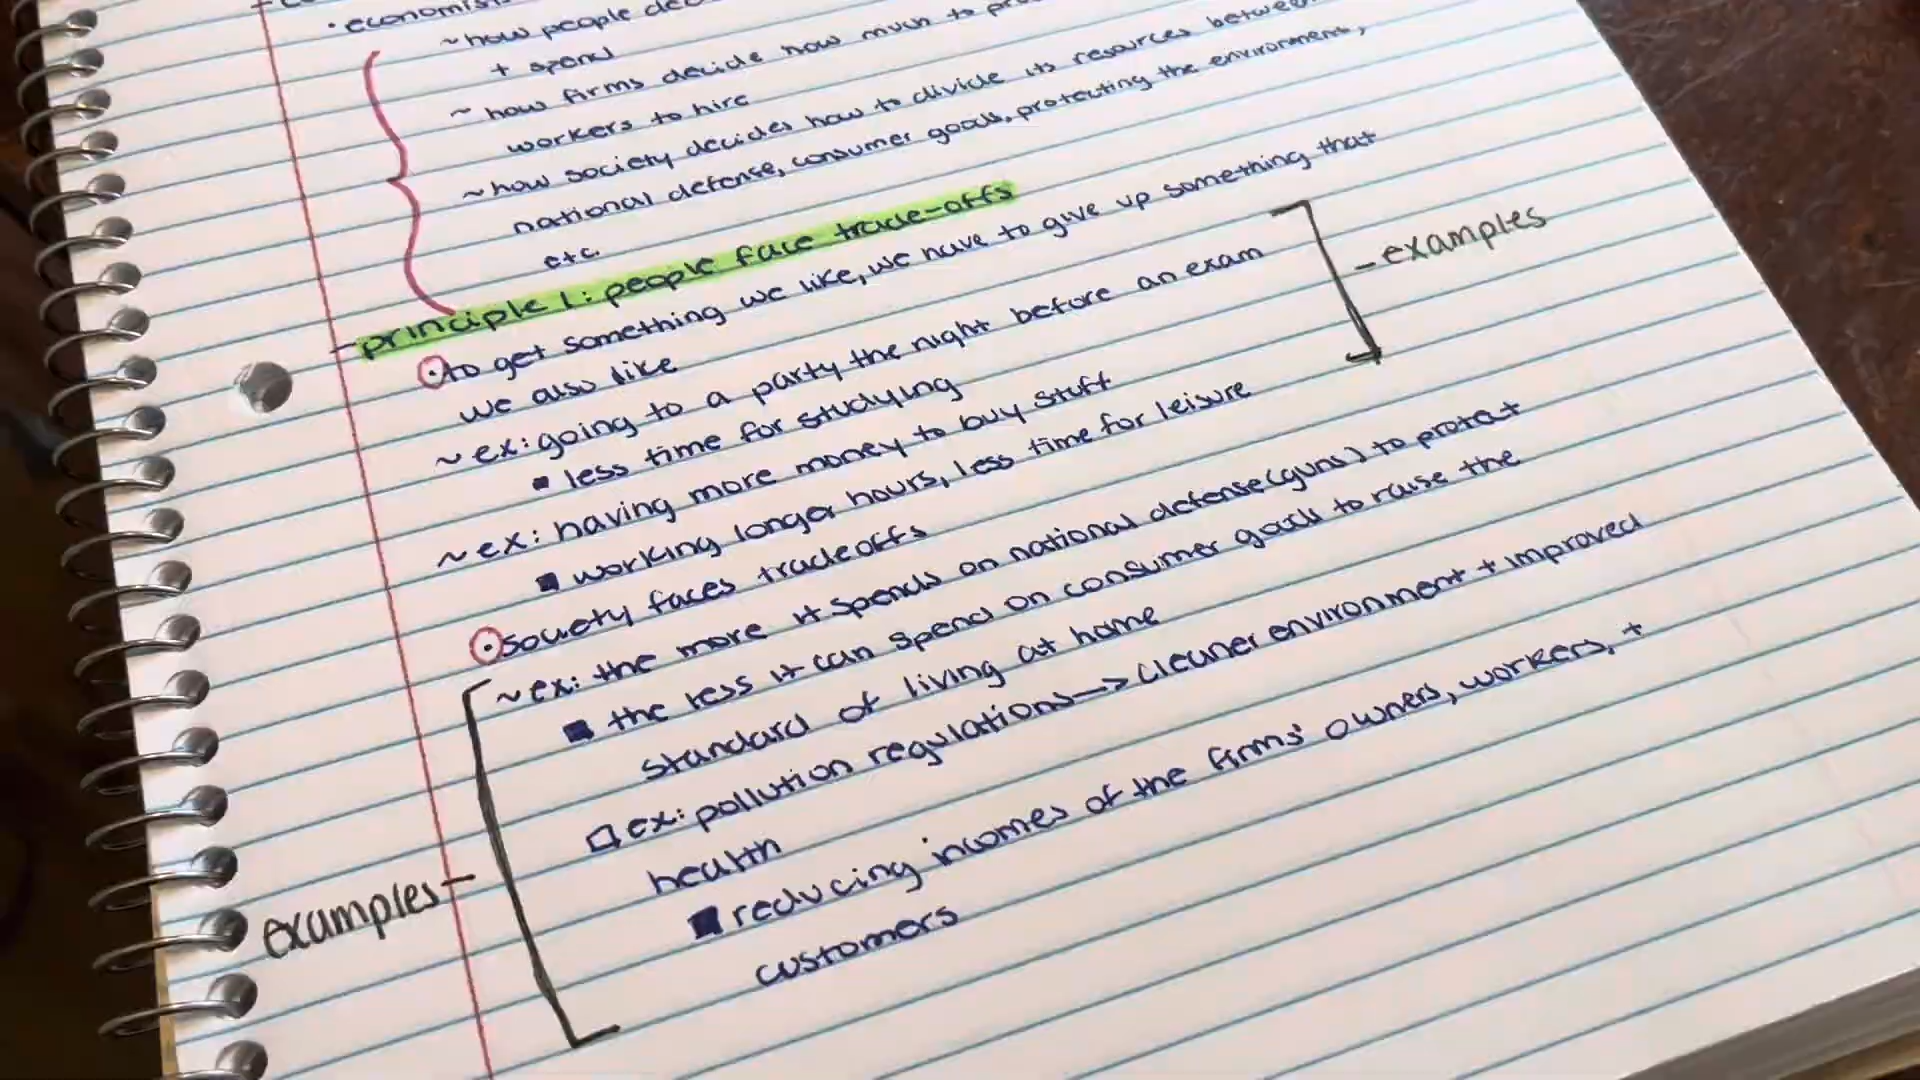 • economis
~ how people dec
+ spend
~ how firms decide how much to pro
workers to hire
~ how society decides how to divide its resources between
national defense, consumer goods, protecting the environment,
etc.
- principle 1: people face trade-offs
• to get something we like, we have to give up something that
we also like
~ ex: going to a party the night before an exam
▪ less time for studying
~ ex: having more money to buy stuff
▪ working longer hours, less time for leisure
- examples
• society faces tradeoffs
~ ex: the more it spends on national defense (guns) to protect
▪ the less it can spend on consumer goods to raise the
standard of living at home
□ ex: pollution regulations —> cleaner environment + improved
health
▪ reducing incomes of the firms' owners, workers, +
customers
examples -